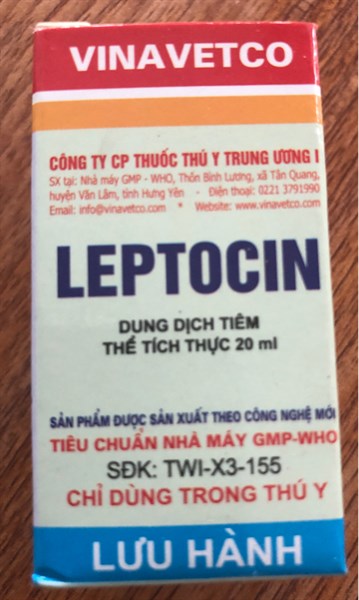 VINAVETCO
CÔNG TY CP THUỐC THÚ Y TRUNG ƯƠNG I
SX tại: Nhà máy GMP - WHO, Thôn Bình Lương, xã Tân Quang,
huyện Văn Lâm, tỉnh Hưng Yên - Điện thoại: 0221 3791990
Email: info@vinavetco.com * Website: www.vinavetco.com
LEPTOCIN
DUNG DỊCH TIÊM
THỂ TÍCH THỰC 20 ml
SẢN PHẨM ĐƯỢC SẢN XUẤT THEO CÔNG NGHỆ MỚI
TIÊU CHUẨN NHÀ MÁY GMP-WHO
SĐK: TWI-X3-155
CHỈ DÙNG TRONG THÚ Y
LƯU HÀNH